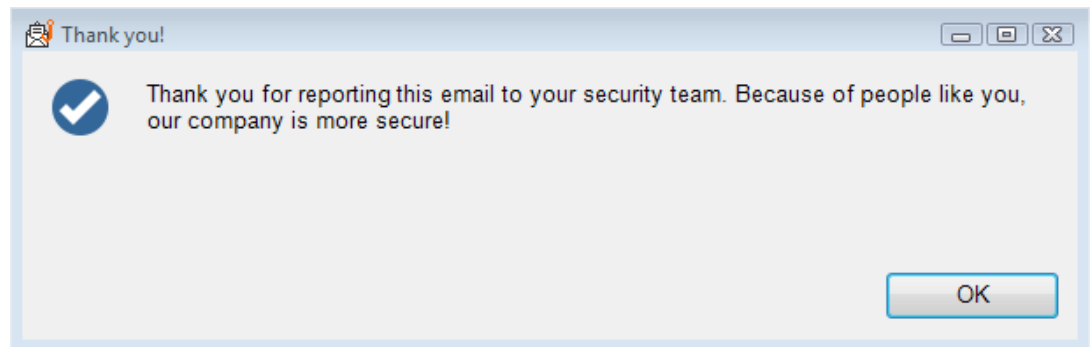 Thank you!
Thank you for reporting this email to your security team. Because of people like you,
our company is more secure!
OK